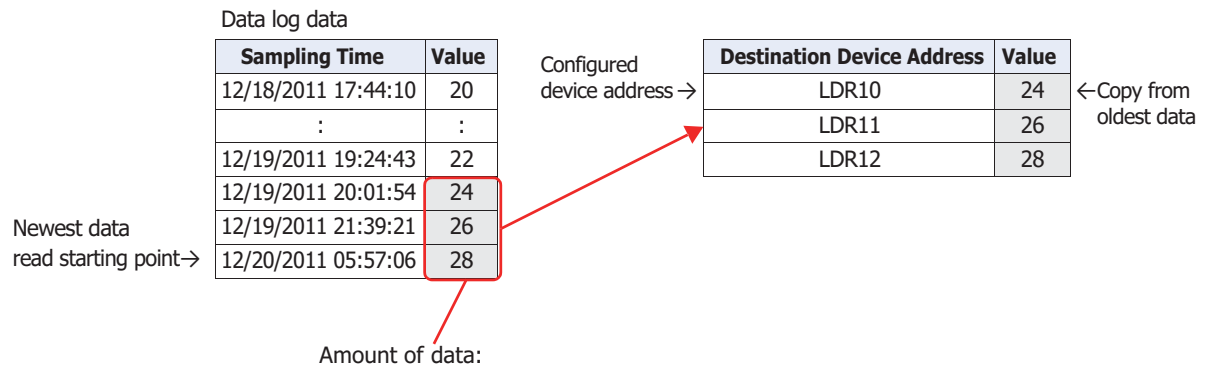 Data log data
Sampling Time Value
12/18/2011 17:44:10 20
: :
12/19/2011 19:24:43 22
12/19/2011 20:01:54 24
12/19/2011 21:39:21 26
12/20/2011 05:57:06 28
Newest data
read starting point→
Amount of data:
Configured
device address →
Destination Device Address Value
LDR10 24
LDR11 26
LDR12 28
←Copy from
oldest data